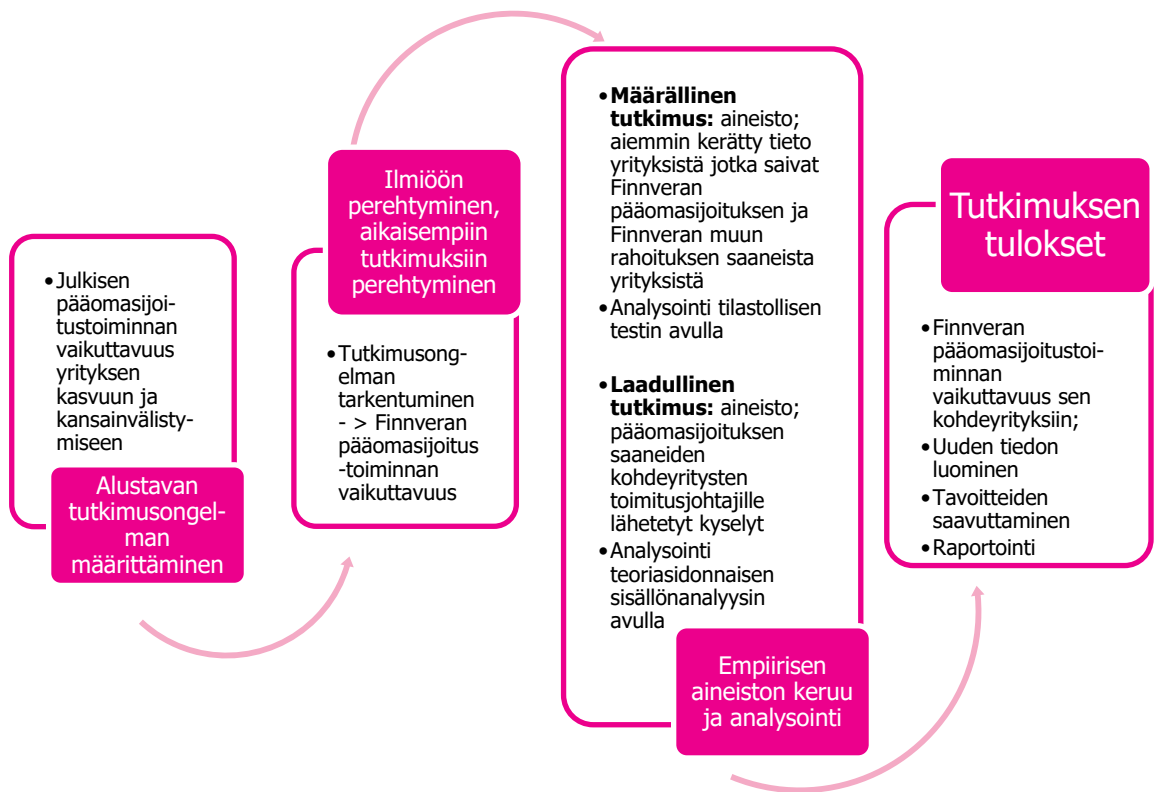 •Julkisen
pääomasijoi-
tustoiminnan
vaikuttavuus
yrityksen
kasvuun ja
kansainvälisty-
miseen
Alustavan
tutkimusongel-
man
määrittäminen
Ilmiöön
perehtyminen,
aikaisempiin
tutkimuksiin
perehtyminen
•Tutkimusong-
elman
tarkentuminen
- > Finnveran
pääomasijoitus
-toiminnan
vaikuttavuus
•Määrällinen
tutkimus: aineisto;
aiemmin kerätty tieto
yrityksistä jotka saivat
Finnveran
pääomasijoituksen ja
Finnveran muun
rahoituksen saaneista
yrityksistä
•Analysointi tilastollisen
testin avulla
•Laadullinen
tutkimus: aineisto;
pääomasijoituksen
saaneiden
kohdeyritysten
toimitusjohtajille
lähetetyt kyselyt
•Analysointi
teoriasidonnaisen
sisällönanalyysin
avulla
Empiirisen
aineiston keruu
ja analysointi
Tutkimuksen
tulokset
•Finnveran
pääomasijoitustoi-
minnan
vaikuttavuus sen
kohdeyrityksiin;
•Uuden tiedon
luominen
•Tavoitteiden
saavuttaminen
•Raportointi